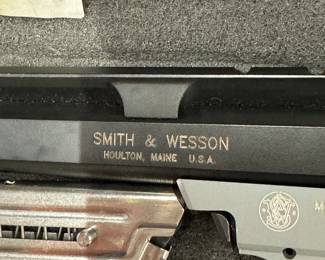 SMITH & WESSON
HOULTON, MAINE U.S.A.
M